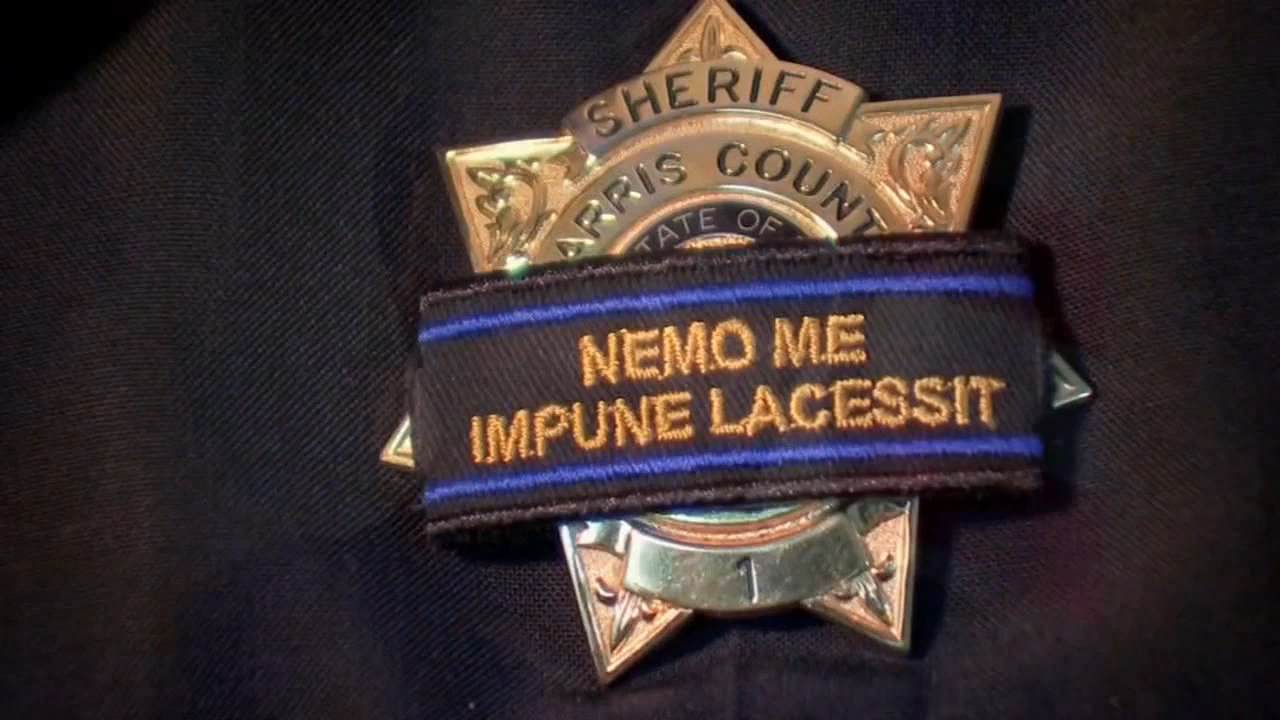 SHERIFF
ARRIS COUNT
TATE OF
NEMO ME
IMPUNE LACESSIT
1